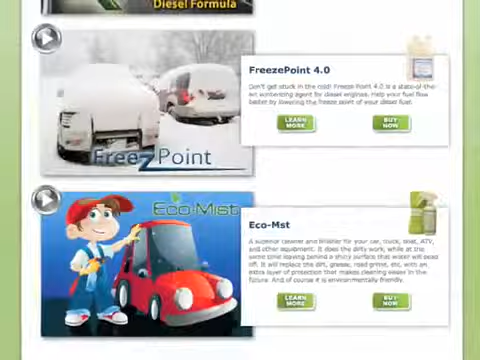 Diesel Formula
FreezePoint 4.0
Don't get stuck in the cold! Freeze Point 4.0 is a state-of-the-
art winterizing agent for diesel engines. Help your fuel flow
better by lowering the freeze point of your diesel fuel.
LEARN MORE
BUY NOW
FreeZPoint
Eco-Mist
Eco-Mst
A superior cleaner and finisher for your car, truck, boat, ATV,
and other equipment. It does the dirty work, while at the
same time leaving behind a shiny surface that water will bead
off. It will replace the dirt, grease, road grime, etc, with an
extra layer of protection that makes cleaning easier in the
future. And of course it is environmentally friendly.
LEARN MORE
BUY NOW